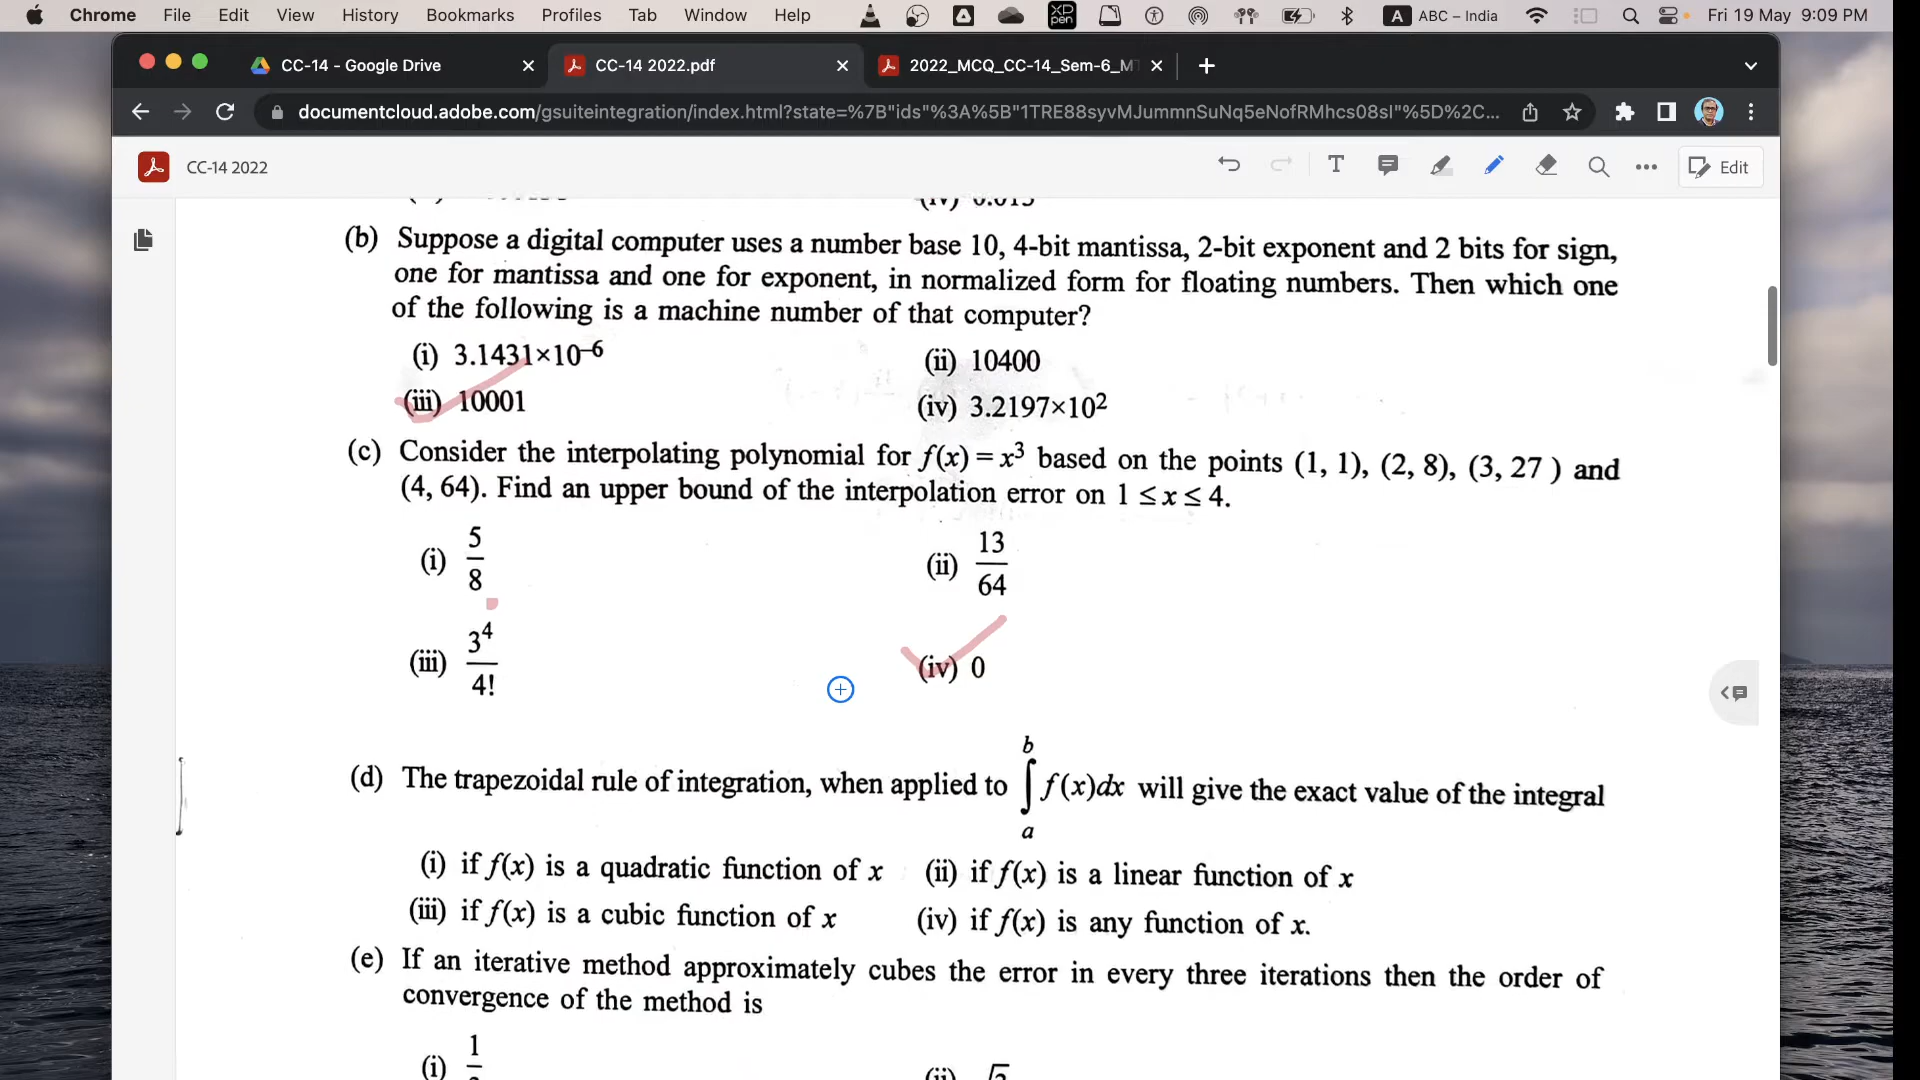 Chrome File Edit View History Bookmarks Profiles Tab Window Help XP pen A ABC – India Fri 19 May 9:09 PM
CC-14 - Google Drive CC-14 2022.pdf 2022_MCQ_CC-14_Sem-6_M
documentcloud.adobe.com/gsuiteintegration/index.html?state=%7B"ids"%3A%5B"1TRE88syvMJummnSuNq5eNofRMhcs08sI"%5D%2C...
CC-14 2022 T Edit
(iv) 0.015
(b) Suppose a digital computer uses a number base 10, 4-bit mantissa, 2-bit exponent and 2 bits for sign,
one for mantissa and one for exponent, in normalized form for floating numbers. Then which one
of the following is a machine number of that computer?
(i) 3.1431×10⁻⁶ (ii) 10400
(iii) 10001 (iv) 3.2197×10²
(c) Consider the interpolating polynomial for f(x) = x³ based on the points (1, 1), (2, 8), (3, 27 ) and
(4, 64). Find an upper bound of the interpolation error on 1 ≤ x ≤ 4.
(i) 5/8 (ii) 13/64
(iii) 3⁴/4! (iv) 0
(d) The trapezoidal rule of integration, when applied to ∫ₐᵇ f(x)dx will give the exact value of the integral
(i) if f(x) is a quadratic function of x (ii) if f(x) is a linear function of x
(iii) if f(x) is a cubic function of x (iv) if f(x) is any function of x.
(e) If an iterative method approximately cubes the error in every three iterations then the order of
convergence of the method is
(i) 1 (ii)